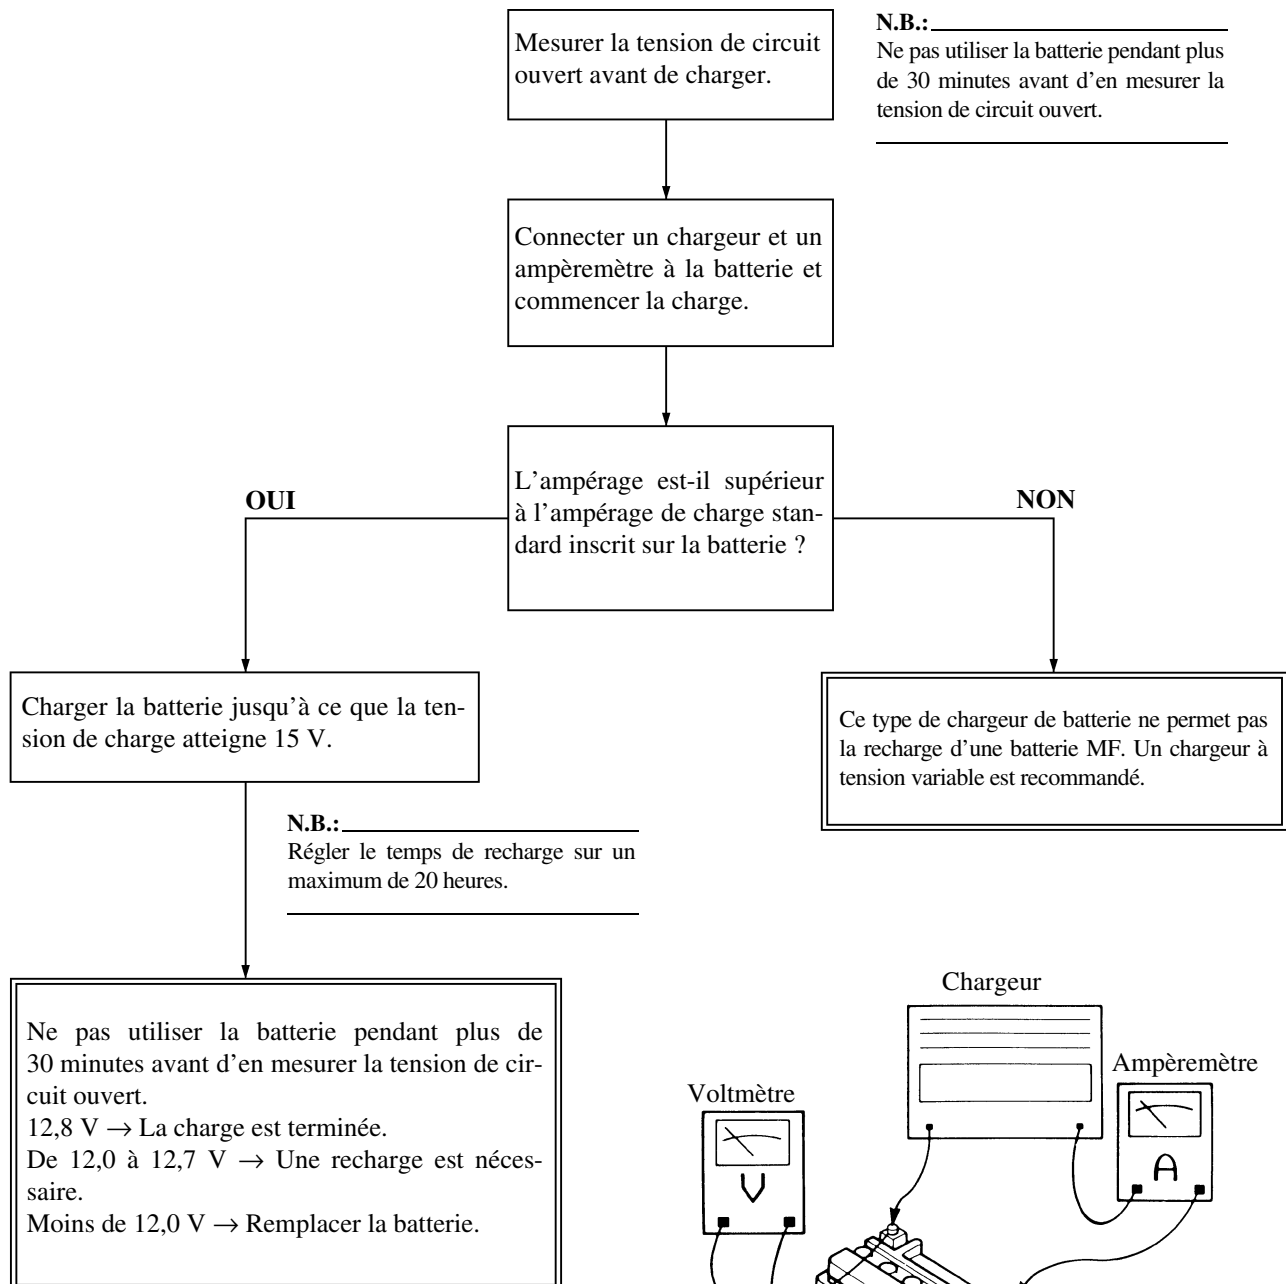 Mesurer la tension de circuit
ouvert avant de charger.
N.B.:
Ne pas utiliser la batterie pendant plus
de 30 minutes avant d’en mesurer la
tension de circuit ouvert.
Connecter un chargeur et un
ampèremètre à la batterie et
commencer la charge.
L’ampérage est-il supérieur
à l’ampérage de charge stan-
dard inscrit sur la batterie ?
OUI
NON
Charger la batterie jusqu’à ce que la ten-
sion de charge atteigne 15 V.
Ce type de chargeur de batterie ne permet pas
la recharge d’une batterie MF. Un chargeur à
tension variable est recommandé.
N.B.:
Régler le temps de recharge sur un
maximum de 20 heures.
Ne pas utiliser la batterie pendant plus de
30 minutes avant d’en mesurer la tension de cir-
cuit ouvert.
12,8 V → La charge est terminée.
De 12,0 à 12,7 V → Une recharge est néces-
saire.
Moins de 12,0 V → Remplacer la batterie.
Chargeur
Ampèremètre
Voltmètre
A
V